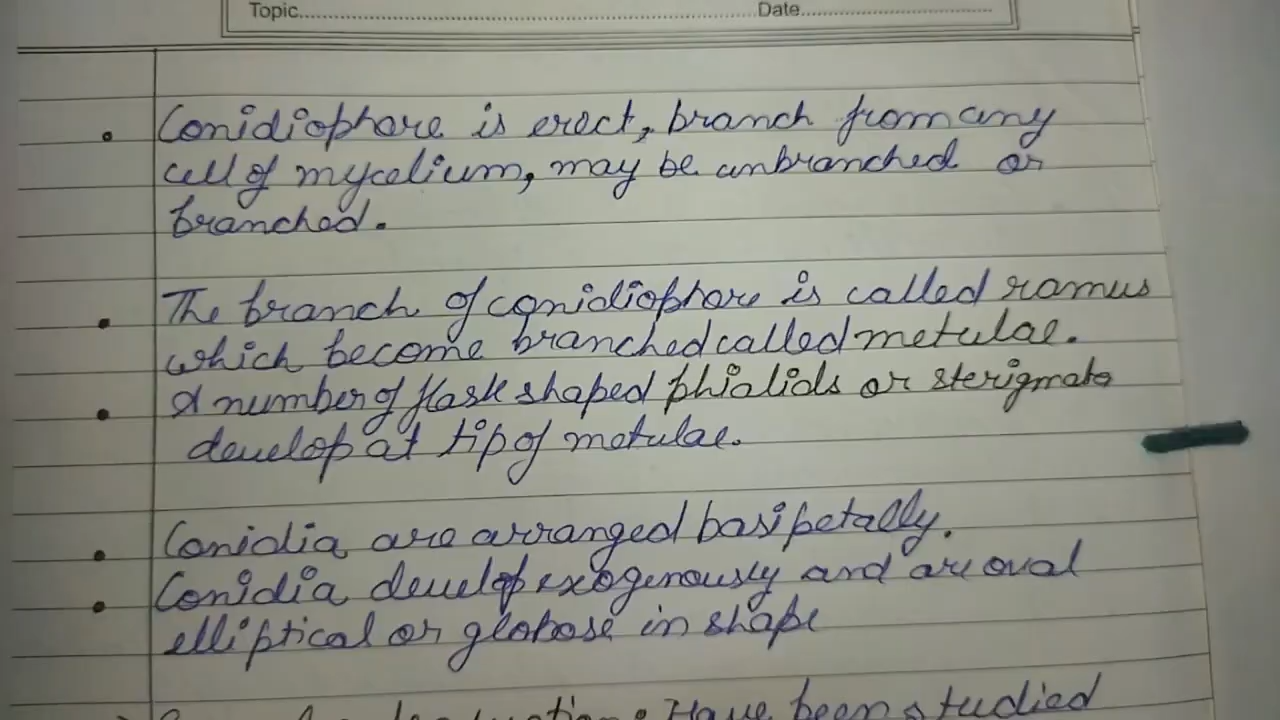 Topic.......... Date..........
• Conidiophore is erect, branch from any
cell of mycelium, may be unbranched or
branched.
• The branch of conidiophore is called ramus
which become branched called metulae.
• A number of flask shaped phialids or sterigmata
develop at tip of metulae.
• Conidia are arranged basipetally.
• Conidia develop exogenously and are oval
elliptical or globose in shape
Have been studied